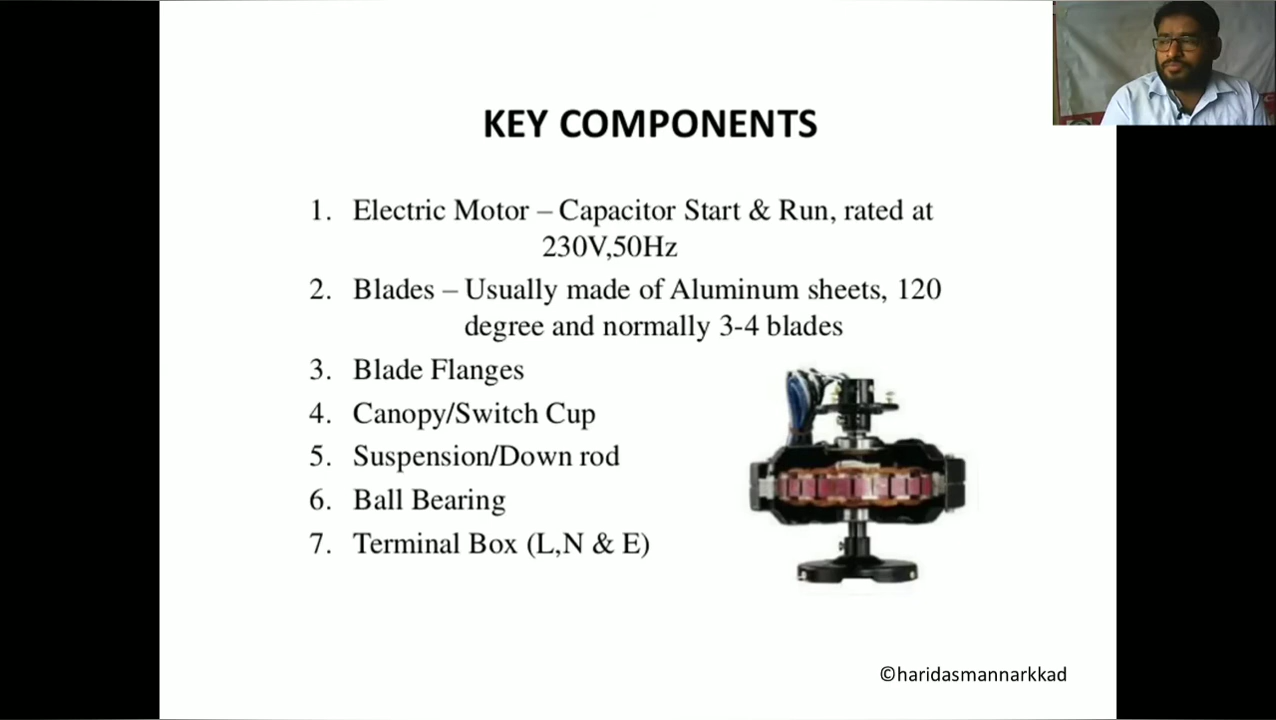 KEY COMPONENTS
1. Electric Motor – Capacitor Start & Run, rated at
230V,50Hz
2. Blades – Usually made of Aluminum sheets, 120
degree and normally 3-4 blades
3. Blade Flanges
4. Canopy/Switch Cup
5. Suspension/Down rod
6. Ball Bearing
7. Terminal Box (L,N & E)
©haridasmannarkkad